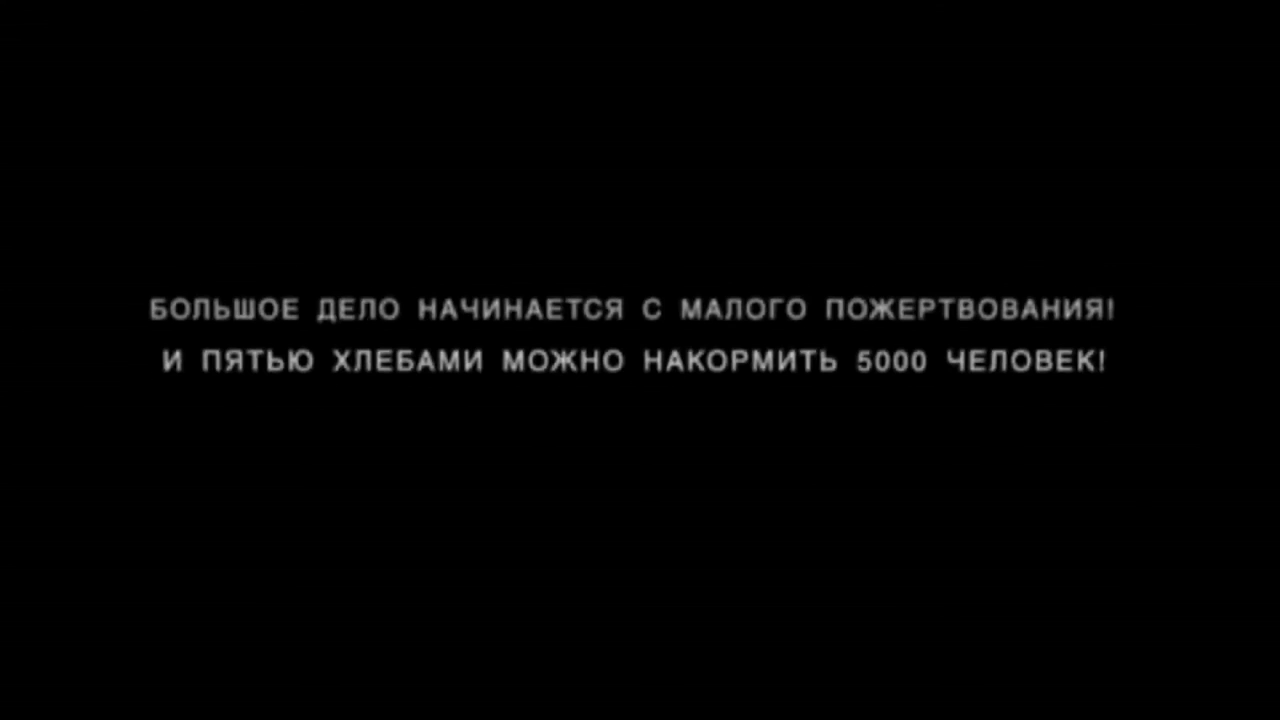 БОЛЬШОЕ ДЕЛО НАЧИНАЕТСЯ С МАЛОГО ПОЖЕРТВОВАНИЯ!
И ПЯТЬЮ ХЛЕБАМИ МОЖНО НАКОРМИТЬ 5000 ЧЕЛОВЕК!